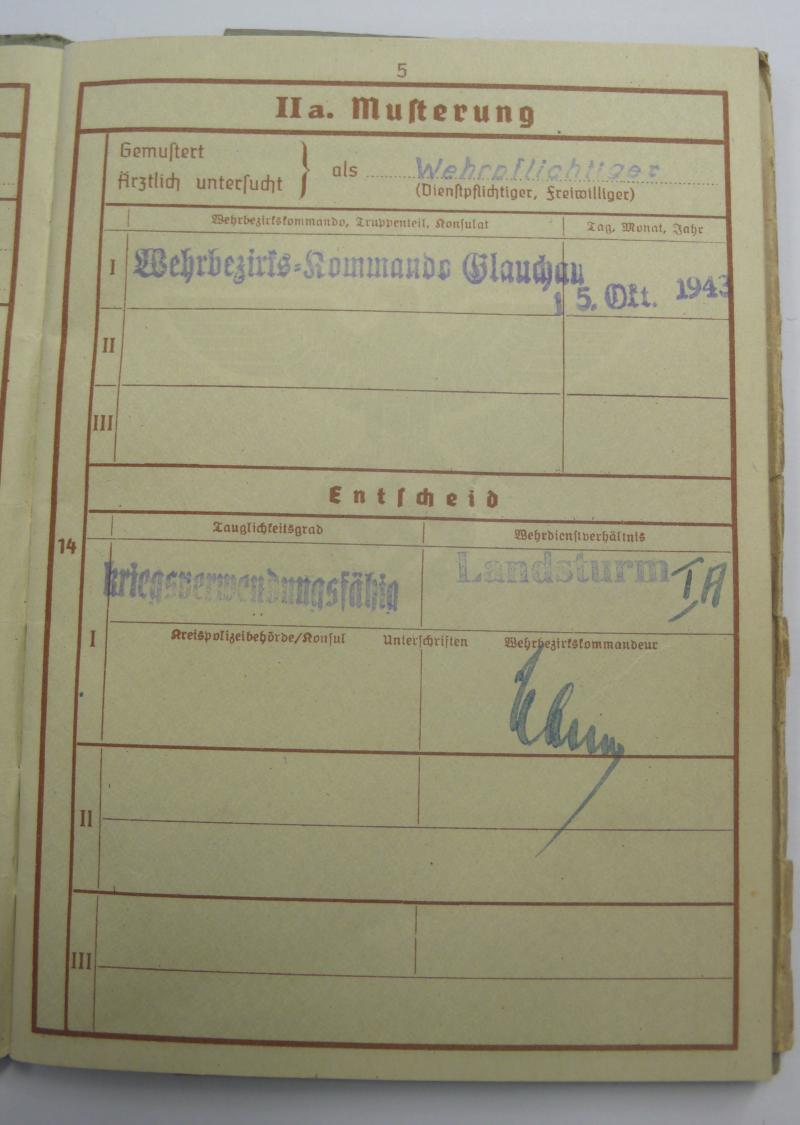 5
IIa. Musterung
Gemustert
Ärztlich untersucht } als Wehrpflichtiger
(Dienstpflichtiger, Freiwilliger)
Wehrbezirkskommando, Truppenteil, Konsulat Tag, Monat, Jahr
I Wehrbezirks-Kommando Glauchau
5. Okt. 1943
II
III
Entscheid
Tauglichkeitsgrad Wehrdienstverhältnis
14
kriegsverwendungsfähig Landsturm I A
I Kreispolizeibehörde/Konsul Unterschriften Wehrbezirkskommandeur
II
III